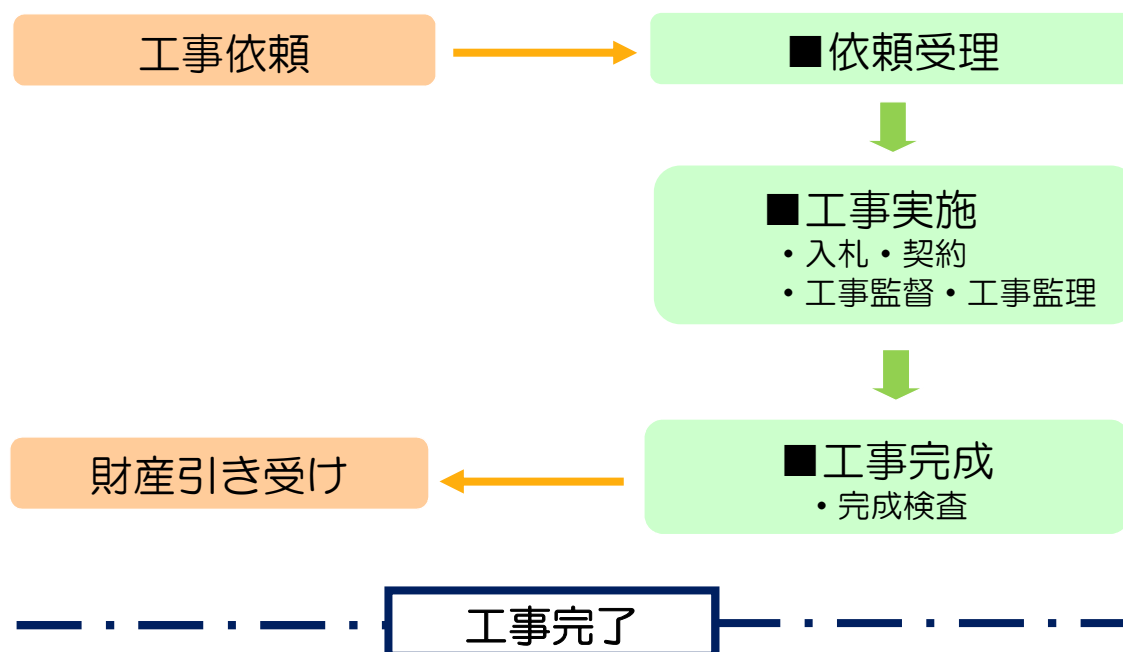 工事依頼
■依頼受理
■工事実施
・入札・契約
・工事監督・工事監理
■工事完成
・完成検査
財産引き受け
工事完了